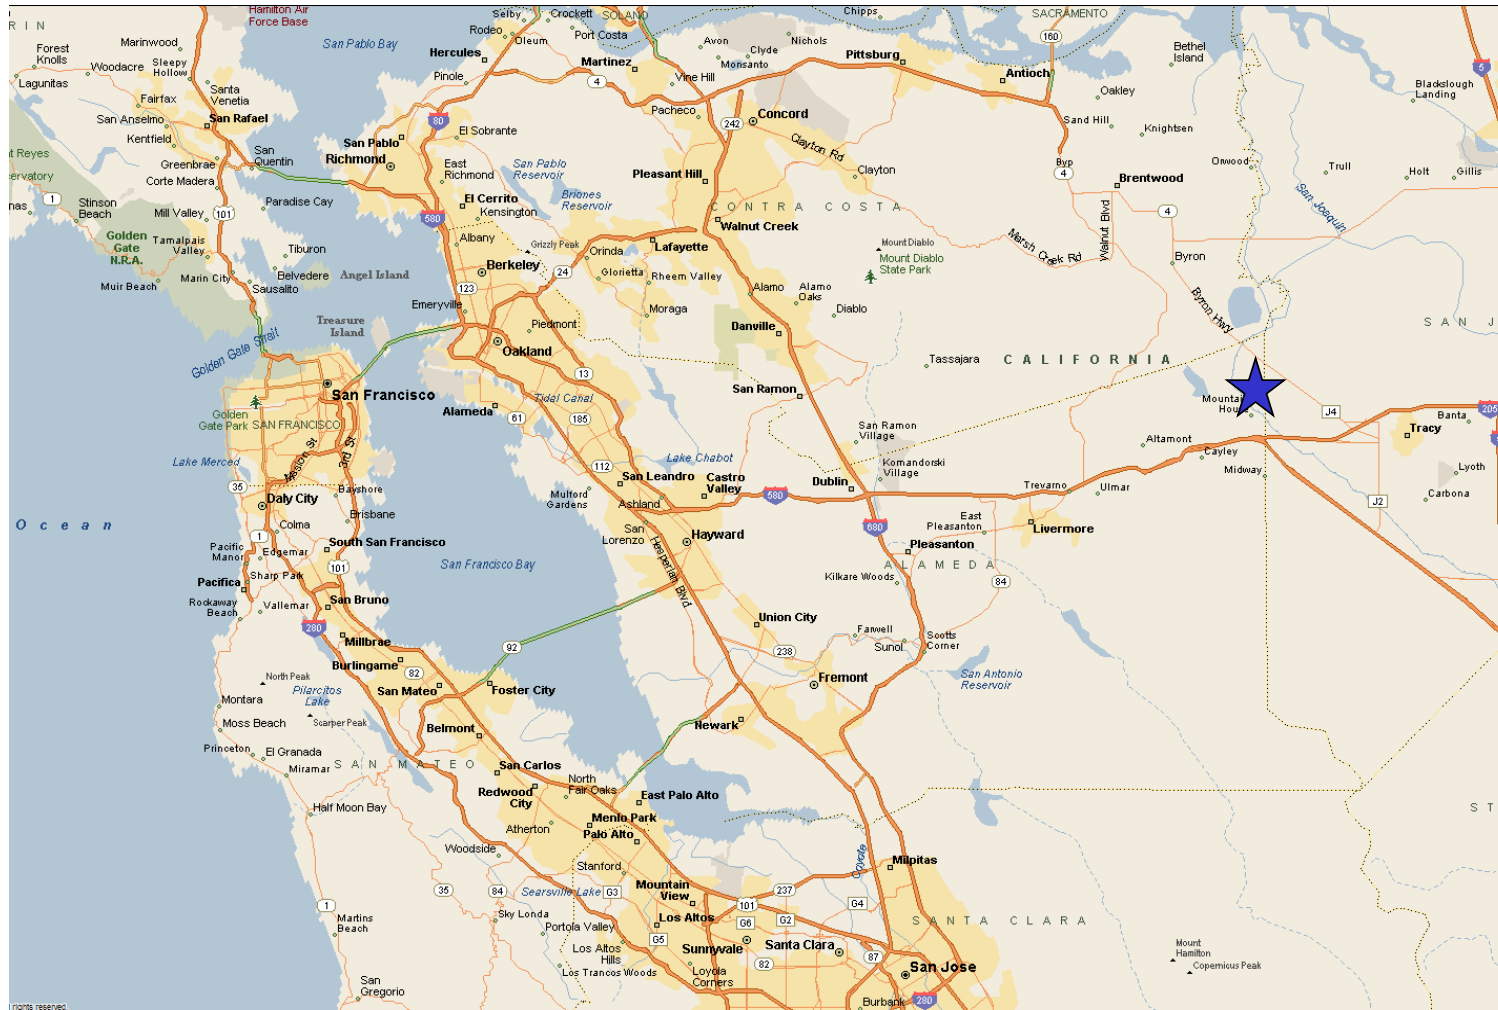 Hamilton Air
Force Base
R I N
Forest
Knolls
Marinwood
Woodacre
Sleepy
Hollow
Lagunitas
Santa
Venetia
Fairfax
San Anselmo
San Rafael
Kentfield
nt Reyes
servatory
Greenbrae
San
Quentin
Corte Madera
1
nas
Stinson
Beach
Mill Valley
101
Paradise Cay
Golden
Gate
N.R.A.
Tamalpais
Valley
Tiburon
Muir Beach
Marin City
Belvedere
Sausalito
Angel Island
Treasure
Island
Golden Gate Strait
San Pablo Bay
Selby
Crockett
SOLANO
Rodeo
Oleum
Port Costa
Hercules
Pinole
Martinez
4
Avon
Clyde
Nichols
Monsanto
Vine Hill
Chipps
Pittsburg
SACRAMENTO
160
Antioch
Bethel
Island
5
Blackslough
Landing
Oakley
Sand Hill
Knightsen
Pacheco
242
Concord
Clayton Rd
Clayton
80
El Sobrante
San Pablo
Richmond
East
Richmond
San Pablo
Reservoir
Briones
Reservoir
Pleasant Hill
Byp
4
Brentwood
Orwood
Trull
Holt
Gillis
San Joaquin
El Cerrito
Kensington
580
Albany
Grizzly Peak
Orinda
Lafayette
CONTRA COSTA
Walnut Creek
Walnut Blvd
4
Marsh Creek Rd
Byron
Berkeley
24
Glorietta
Rheem Valley
Mount Diablo
Mount Diablo
State Park
123
Emeryville
Alamo
Alamo
Oaks
Moraga
Diablo
Piedmont
Danville
Byron Hwy
SAN J
Oakland
Tassajara
CALIFORNIA
13
San Ramon
San Francisco
Alameda
61
Tidal Canal
185
Mountain
House
J4
205
Banta
Tracy
Golden
Gate Park
SAN FRANCISCO
Mission St
3rd St
San Ramon
Village
Altamont
Cayley
Lake Merced
112
Lake Chabot
Komandorski
Village
Midway
Lyoth
35
Daly City
Bayshore
San Leandro
Castro
Valley
Mulford
Gardens
Ashland
580
Dublin
Trevarno
Ulmar
J2
Carbona
Ocean
Brisbane
Colma
1
San
Lorenzo
Hayward
680
East
Pleasanton
Livermore
Pleasanton
Pacific
Manor
Edgemar
South San Francisco
101
San Francisco Bay
Hesperian Blvd
ALAMEDA
Sharp Park
Pacifica
Kilkare Woods
84
Rockaway
Beach
Vallemar
San Bruno
280
Millbrae
Union City
Farwell
Sunol
Scotts
Corner
92
238
Burlingame
82
North Peak
San Mateo
Foster City
Fremont
San Antonio
Reservoir
Montara
Pilarcitos
Lake
Moss Beach
Scarper Peak
Belmont
Newark
Princeton
El Granada
Miramar
SAN MATEO
San Carlos
North
Fair Oaks
Redwood
City
East Palo Alto
Half Moon Bay
Menlo Park
Atherton
Palo Alto
S T
Woodside
Stanford
Coyote
Milpitas
35
84
Searsville Lake
G3
Mountain
View
237
1
Martins
Beach
Sky Londa
101
G4
Los Altos
G6
G2
SANTA CLARA
Portola Valley
G5
Sunnyvale
Santa Clara
Los Altos
Hills
82
87
San Jose
Mount
Hamilton
Copernicus Peak
Los Trancos Woods
Loyola
Corners
San
Gregorio
Burbank
280
l rights reserved.